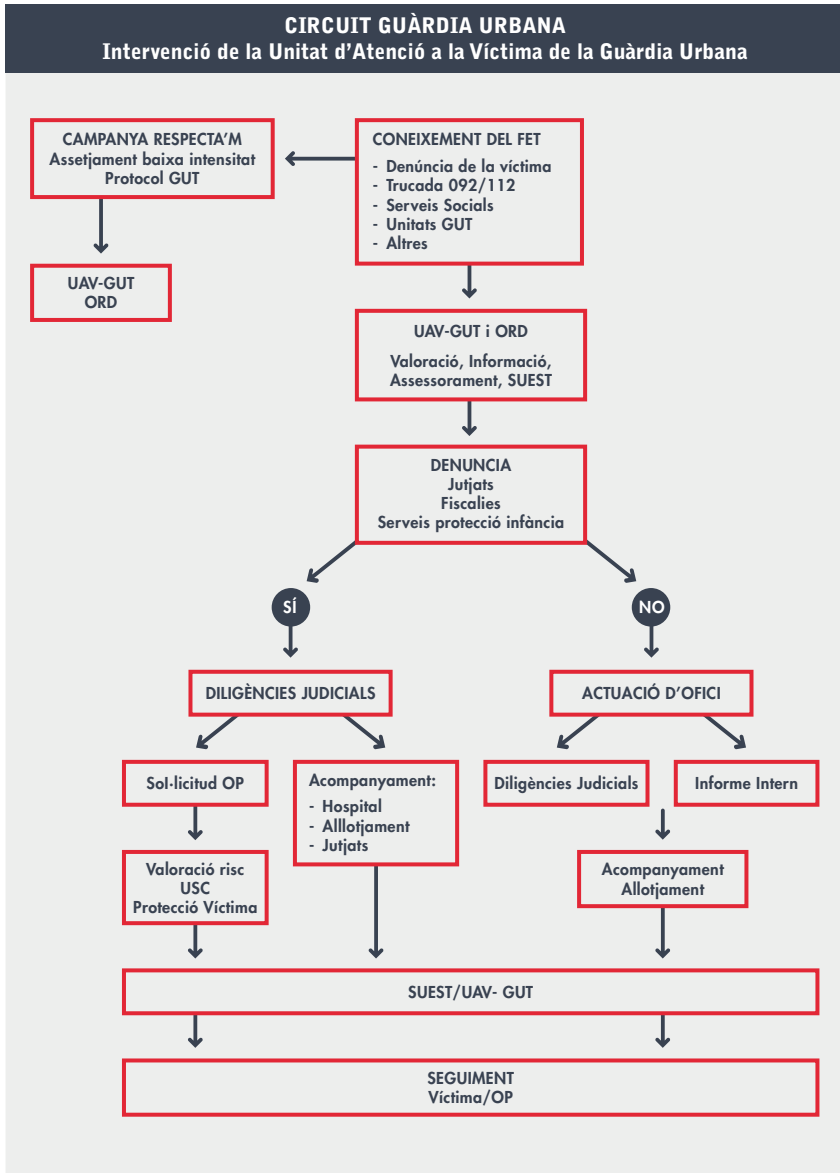 CIRCUIT GUÀRDIA URBANA
Intervenció de la Unitat d'Atenció a la Víctima de la Guàrdia Urbana
CAMPANYA RESPECTA'M
Assetjament baixa intensitat
Protocol GUT
CONEIXEMENT DEL FET
- Denúncia de la víctima
- Trucada 092/112
- Serveis Socials
- Unitats GUT
- Altres
UAV-GUT
ORD
UAV-GUT i ORD
Valoració, Informació,
Assessorament, SUEST
DENUNCIA
Jutjats
Fiscalies
Serveis protecció infància
SÍ
NO
DILIGÈNCIES JUDICIALS
ACTUACIÓ D'OFICI
Sol·licitud OP
Acompanyament:
- Hospital
- Alllotjament
- Jutjats
Diligències Judicials
Informe Intern
Valoració risc
USC
Protecció Víctima
Acompanyament
Allotjament
SUEST/UAV- GUT
SEGUIMENT
Víctima/OP